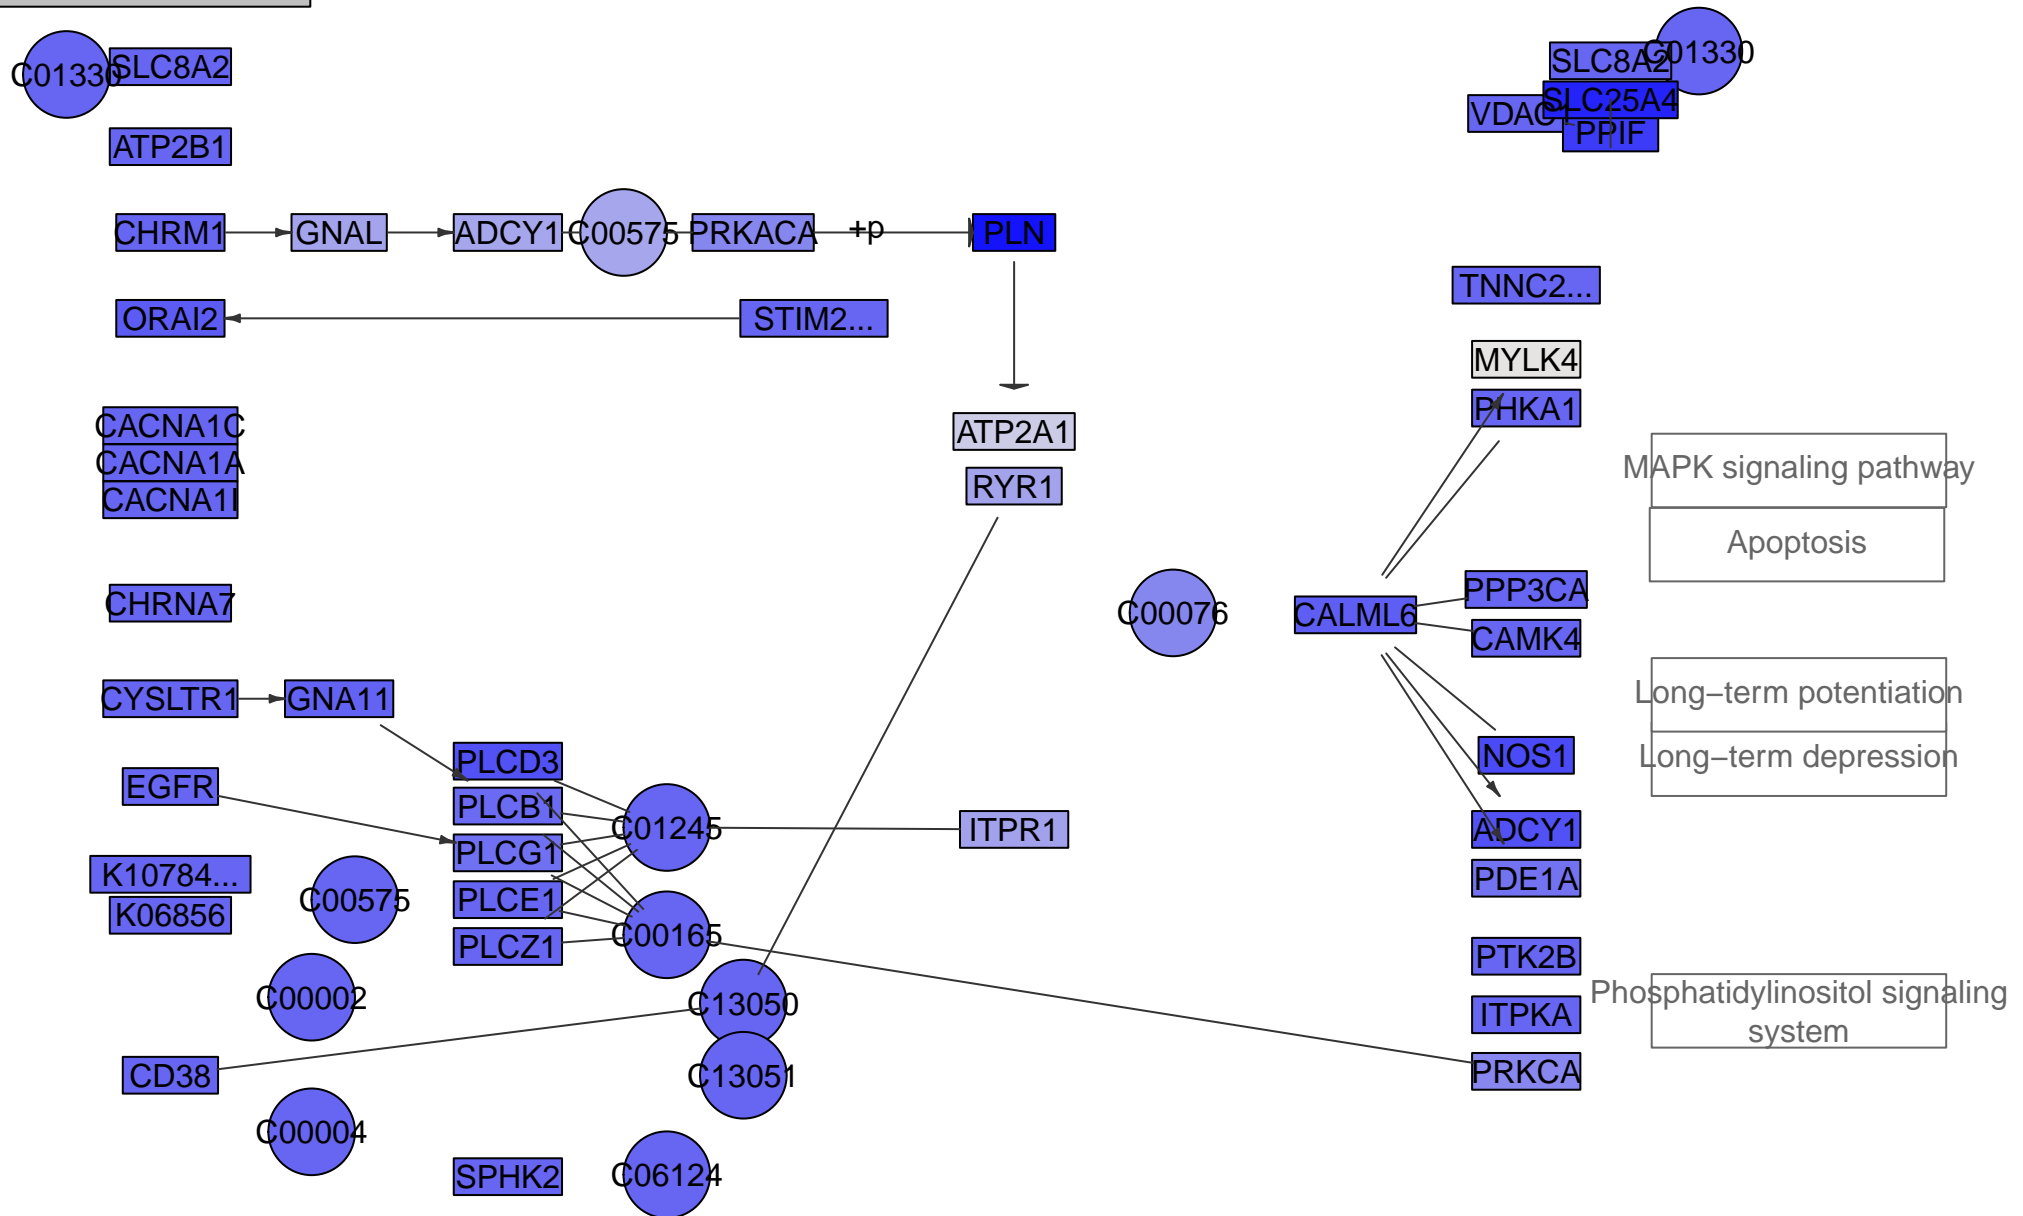 C01330
SLC8A2
ATP2B1
CHRM1
GNAL
ADCY1
C00575
PRKACA
+p
PLN
ORAI2
STIM2...
CACNA1C
CACNA1A
CACNA1I
ATP2A1
RYR1
CHRNA7
CYSLTR1
GNA11
PLCD3
EGFR
PLCB1
PLCG1
C01245
ITPR1
K10784...
K06856
C00575
PLCE1
PLCZ1
C00165
C00002
C13050
CD38
C13051
C00004
SPHK2
C06124
SLC8A2
C01330
SLC25A4
VDAC1
PPIF
TNNC2...
MYLK4
PHKA1
MAPK signaling pathway
Apoptosis
C00076
CALML6
PPP3CA
CAMK4
Long−term potentiation
NOS1
Long−term depression
ADCY1
PDE1A
PTK2B
ITPKA
Phosphatidylinositol signaling
system
PRKCA